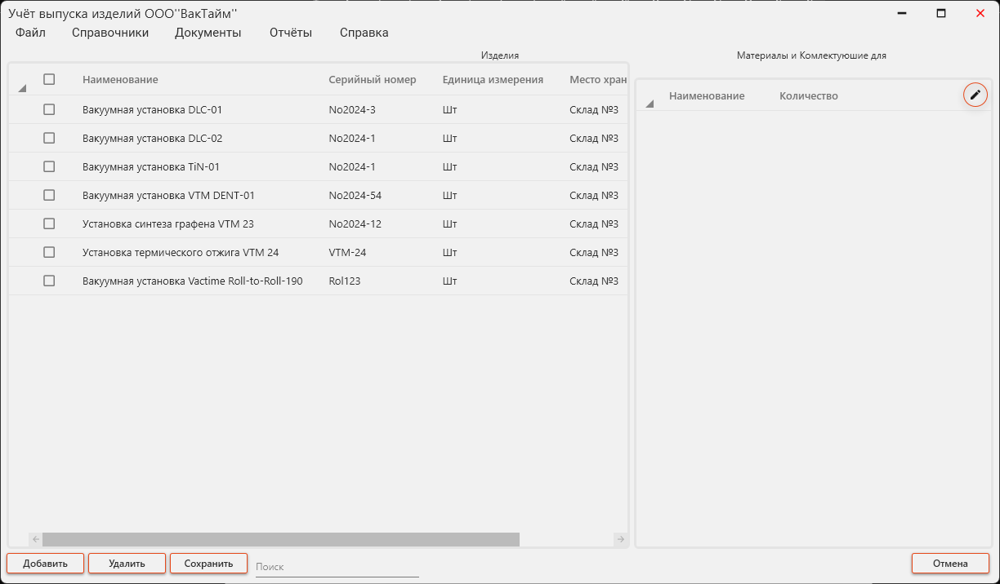 Учёт выпуска изделий ООО''ВакТайм''
Файл Справочники Документы Отчёты Справка
Изделия
Наименование Серийный номер Единица измерения Место хран
Вакуумная установка DLC-01 No2024-3 Шт Склад №3
Вакуумная установка DLC-02 No2024-1 Шт Склад №3
Вакуумная установка TiN-01 No2024-1 Шт Склад №3
Вакуумная установка VTM DENT-01 No2024-54 Шт Склад №3
Установка синтеза графена VTM 23 No2024-12 Шт Склад №3
Установка термического отжига VTM 24 VTM-24 Шт Склад №3
Вакуумная установка Vactime Roll-to-Roll-190 Rol123 Шт Склад №3
Материалы и Комлектуюшие для
Наименование Количество
Добавить Удалить Сохранить Поиск Отмена